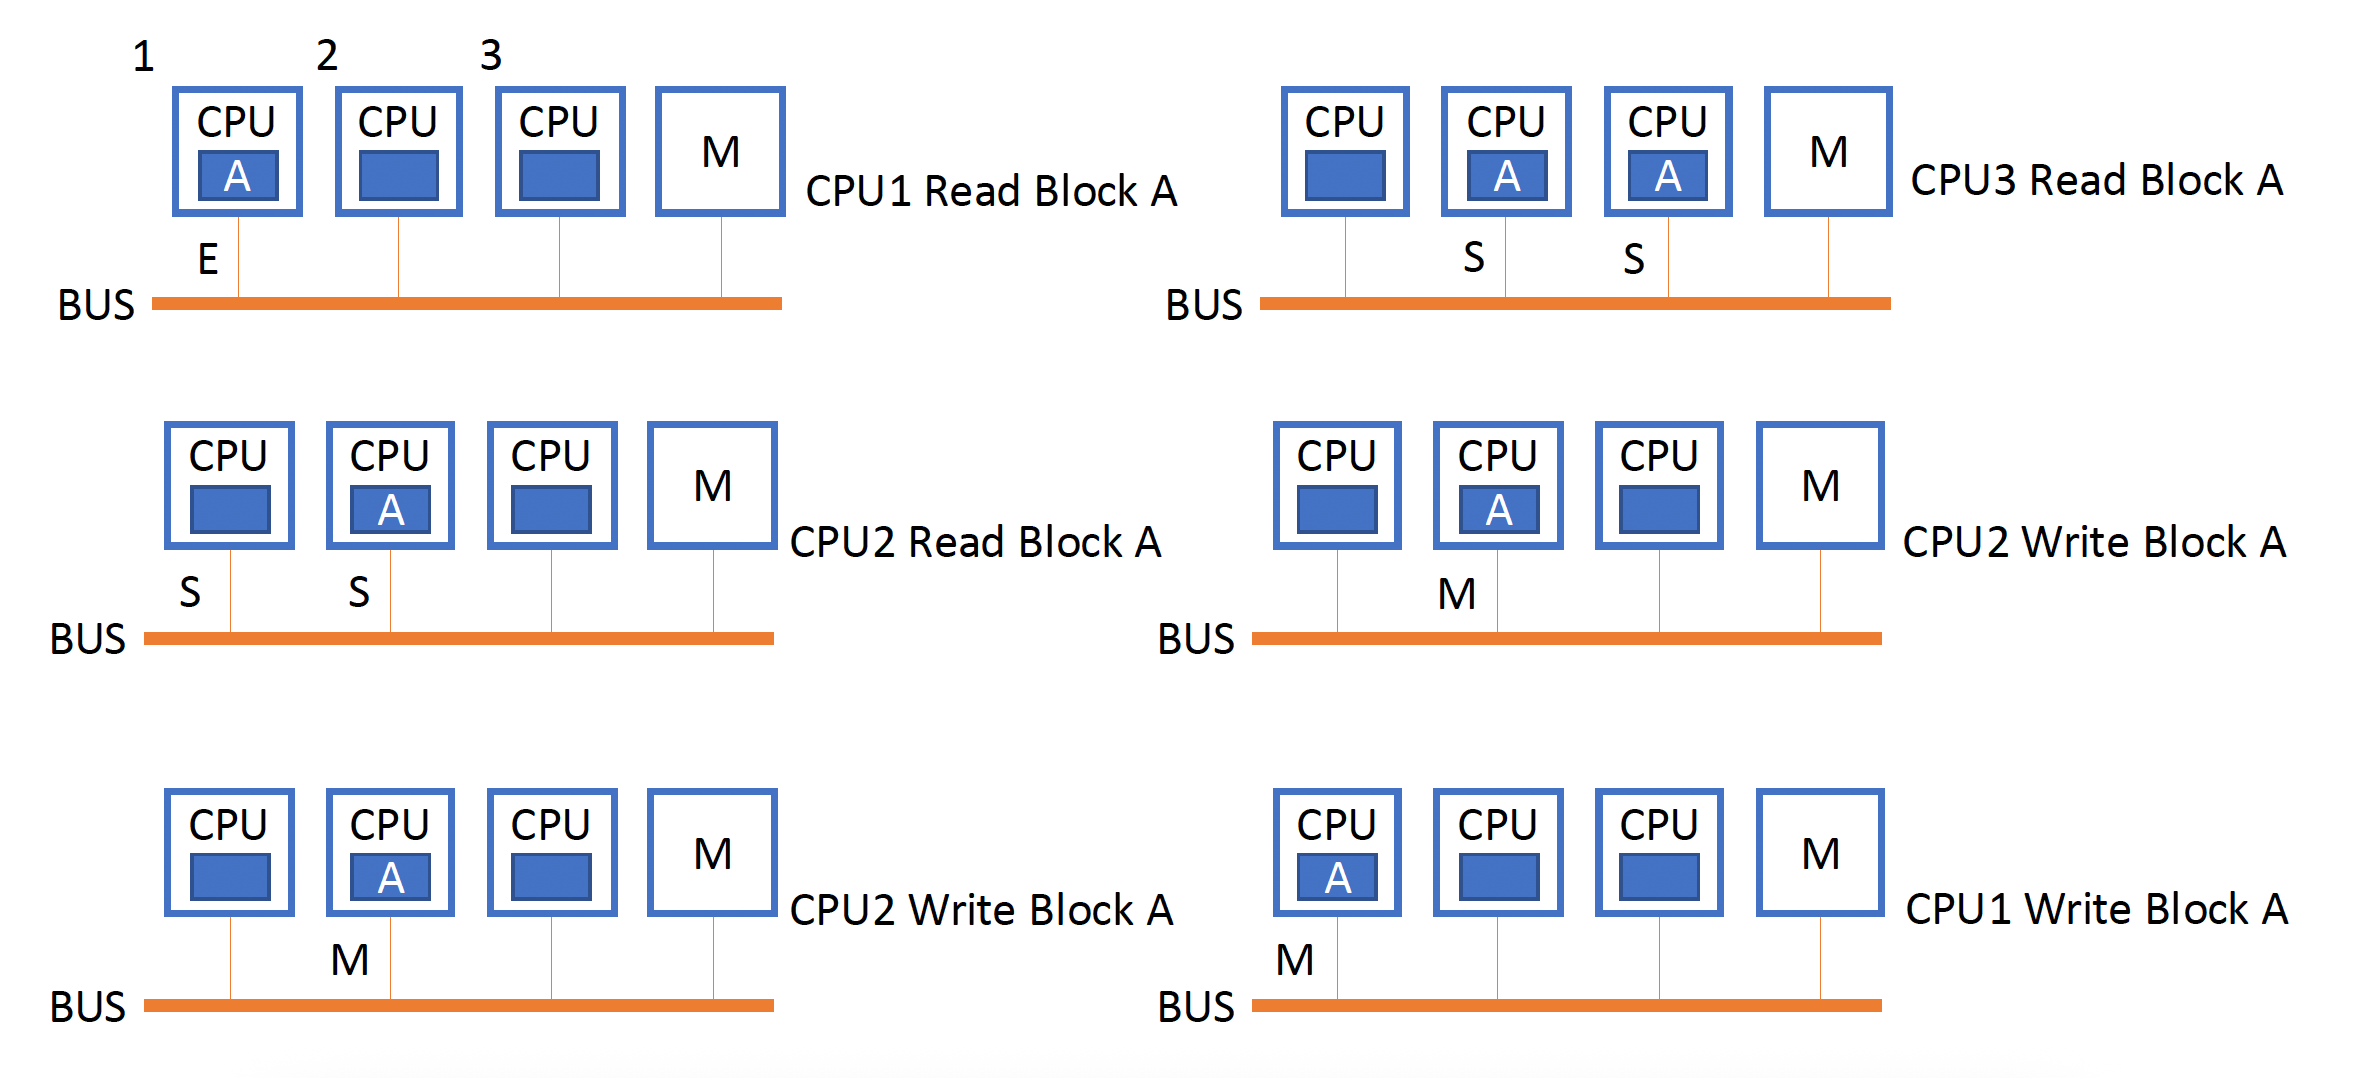 1 2 3
CPU CPU CPU M
A
CPU1 Read Block A
E
BUS
CPU CPU CPU M
A
CPU2 Read Block A
S S
BUS
CPU CPU CPU M
A
CPU2 Write Block A
M
BUS
CPU CPU CPU M
A A
CPU3 Read Block A
S S
BUS
CPU CPU CPU M
A
CPU2 Write Block A
M
BUS
CPU CPU CPU M
A
CPU1 Write Block A
M
BUS